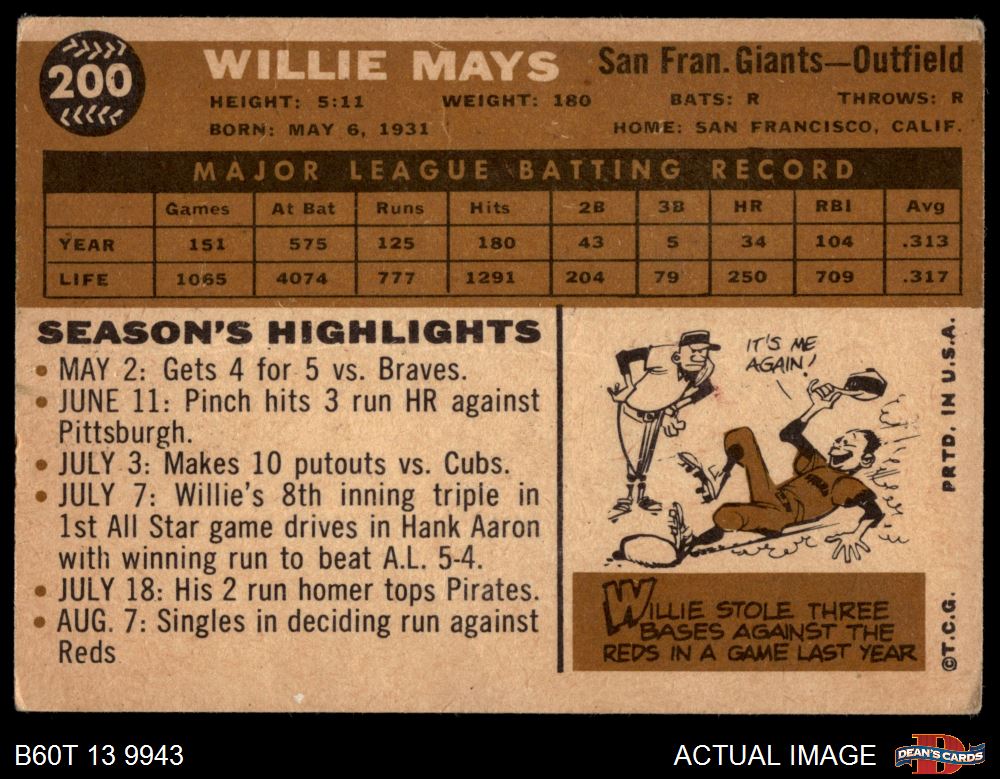 200
WILLIE MAYS
San Fran. Giants—Outfield
HEIGHT: 5:11 WEIGHT: 180 BATS: R THROWS: R
BORN: MAY 6, 1931 HOME: SAN FRANCISCO, CALIF.
MAJOR LEAGUE BATTING RECORD
Games At Bat Runs Hits 2B 3B HR RBI Avg
YEAR 151 575 125 180 43 5 34 104 .313
LIFE 1065 4074 777 1291 204 79 250 709 .317
SEASON'S HIGHLIGHTS
• MAY 2: Gets 4 for 5 vs. Braves.
• JUNE 11: Pinch hits 3 run HR against
Pittsburgh.
• JULY 3: Makes 10 putouts vs. Cubs.
• JULY 7: Willie's 8th inning triple in
1st All Star game drives in Hank Aaron
with winning run to beat A.L. 5-4.
• JULY 18: His 2 run homer tops Pirates.
• AUG. 7: Singles in deciding run against
Reds
IT'S ME
AGAIN!
WILLIE STOLE THREE
BASES AGAINST THE
REDS IN A GAME LAST YEAR
©T.C.G. PRTD. IN U.S.A.
B60T 13 9943
ACTUAL IMAGE
DEAN'S CARDS